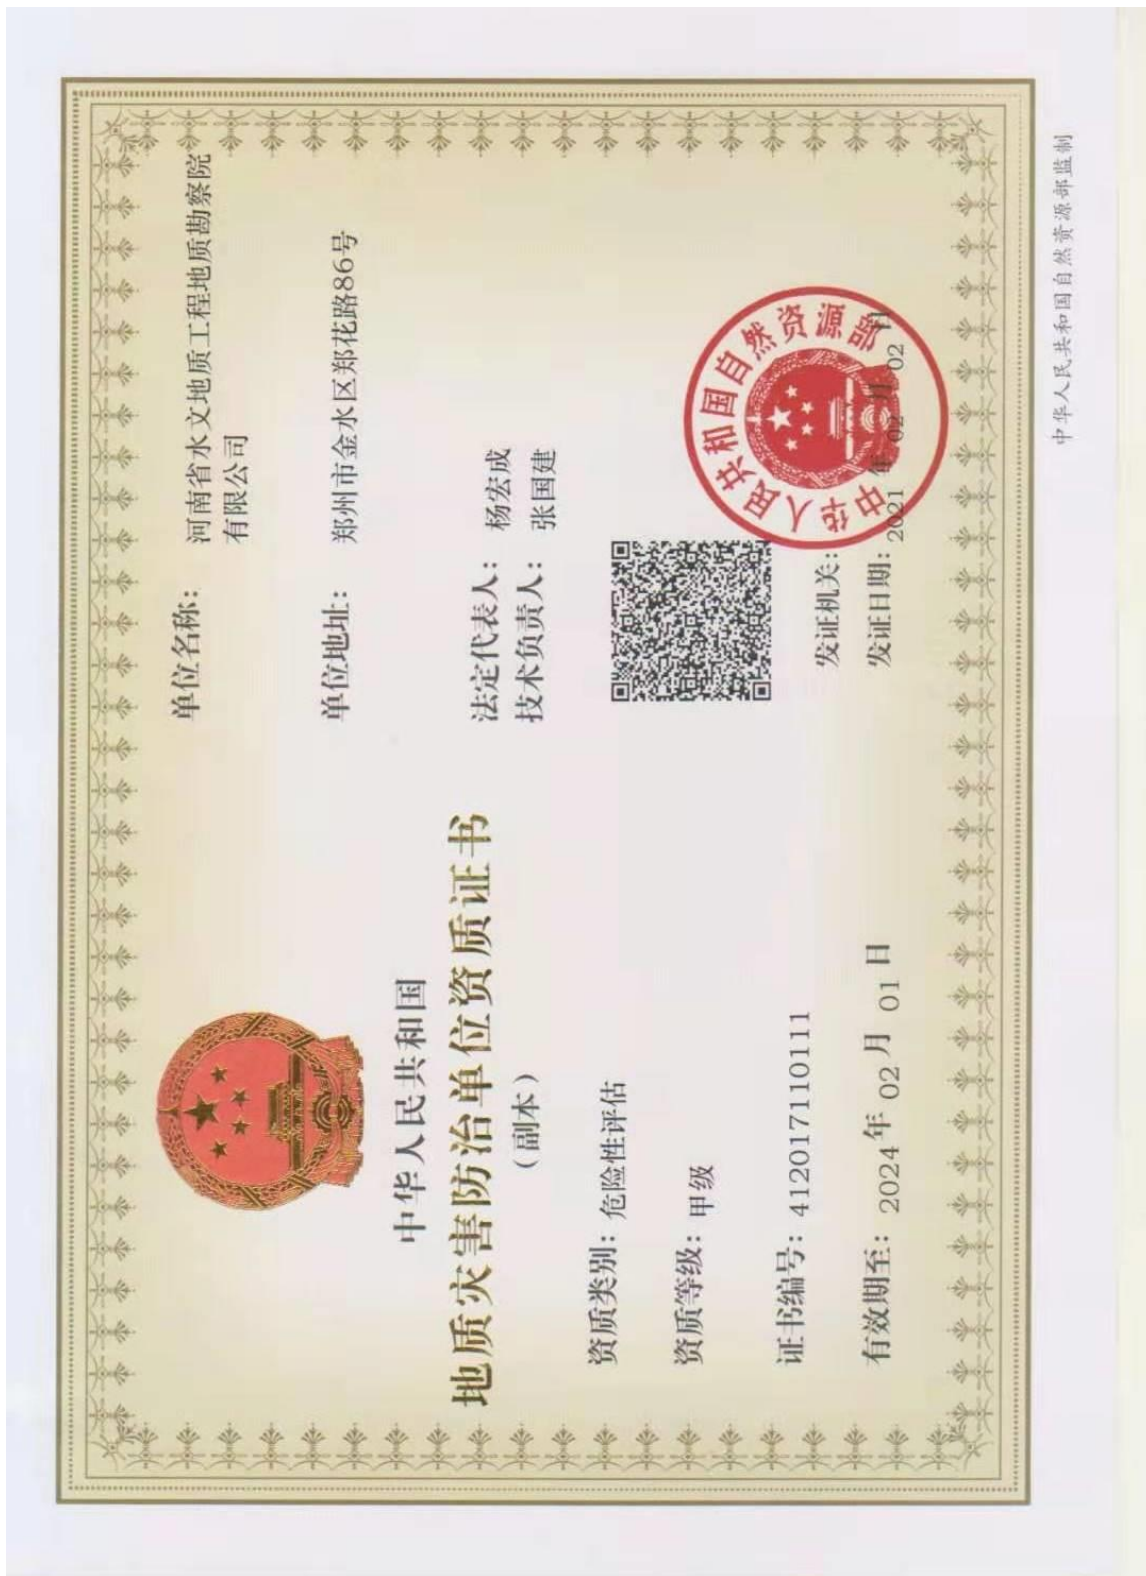 中华人民共和国
地质灾害防治单位资质证书
（副本）
资质类别：危险性评估
资质等级：甲级
证书编号：412017110111
有效期至：2024年 02月 01日
单位名称：河南省水文地质工程地质勘察院
有限公司
单位地址：郑州市金水区郑花路86号
法定代表人：杨宏成
技术负责人：张国建
发证机关：
发证日期：2021年 02月 02日
中华人民共和国自然资源部
中华人民共和国自然资源部监制